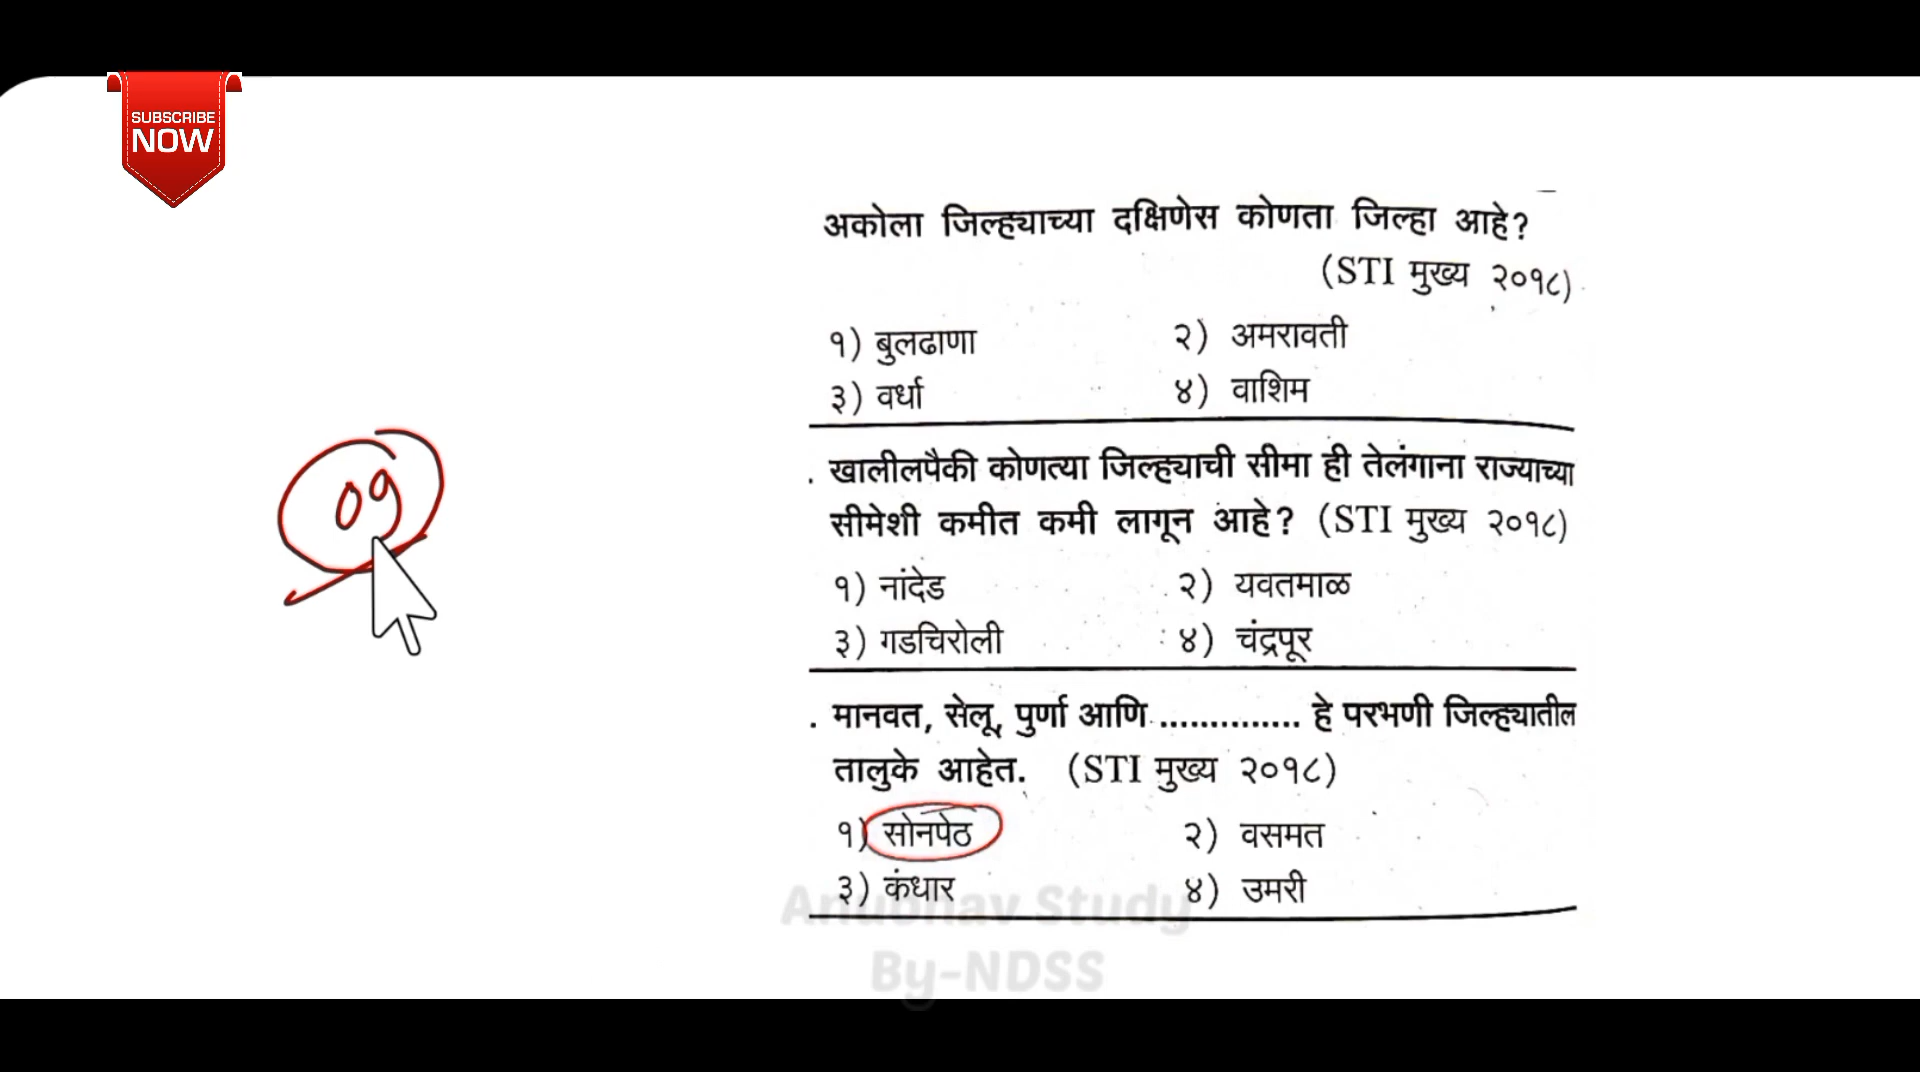 SUBSCRIBE
NOW
अकोला जिल्ह्याच्या दक्षिणेस कोणता जिल्हा आहे?
(STI मुख्य २०१८)
१) बुलढाणा २) अमरावती
३) वर्धा ४) वाशिम
. खालीलपैकी कोणत्या जिल्ह्याची सीमा ही तेलंगाना राज्याच्या
सीमेशी कमीत कमी लागून आहे? (STI मुख्य २०१८)
१) नांदेड २) यवतमाळ
३) गडचिरोली ४) चंद्रपूर
. मानवत, सेलू, पुर्णा आणि .............. हे परभणी जिल्ह्यातील
तालुके आहेत. (STI मुख्य २०१८)
१) सोनपेठ २) वसमत
३) कंधार ४) उमरी
09
Anubhav Study
By-NDSS